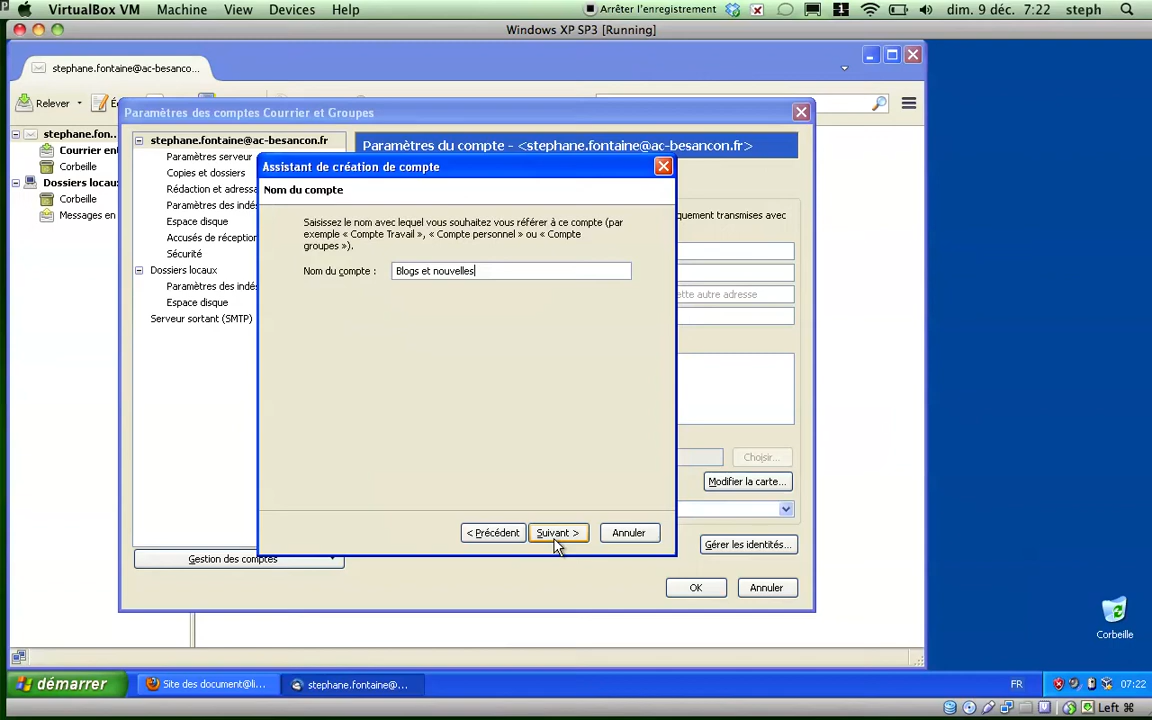 VirtualBox VM Machine View Devices Help Arrêter l'enregistrement 1 dim. 9 déc. 7:22 steph
Windows XP SP3 [Running]
stephane.fontaine@ac-besanco...
Relever
Paramètres des comptes Courrier et Groupes
stephane.fon...
Courrier ent
Corbeille
Dossiers locau
Corbeille
Messages en
stephane.fontaine@ac-besancon.fr
Paramètres serveur
Copies et dossiers
Rédaction et adressa
Paramètres des indés
Espace disque
Accusés de réception
Sécurité
Dossiers locaux
Paramètres des indés
Espace disque
Serveur sortant (SMTP)
Gestion des comptes
Paramètres du compte - <stephane.fontaine@ac-besancon.fr>
quement transmises avec
cette autre adresse
Choisir...
Modifier la carte...
Gérer les identités...
OK Annuler
Assistant de création de compte
Nom du compte
Saisissez le nom avec lequel vous souhaitez vous référer à ce compte (par
exemple « Compte Travail », « Compte personnel » ou « Compte
groupes »).
Nom du compte : Blogs et nouvelles
< Précédent Suivant > Annuler
Corbeille
démarrer Site des document@li... stephane.fontaine@... FR 07:22
Left ⌘